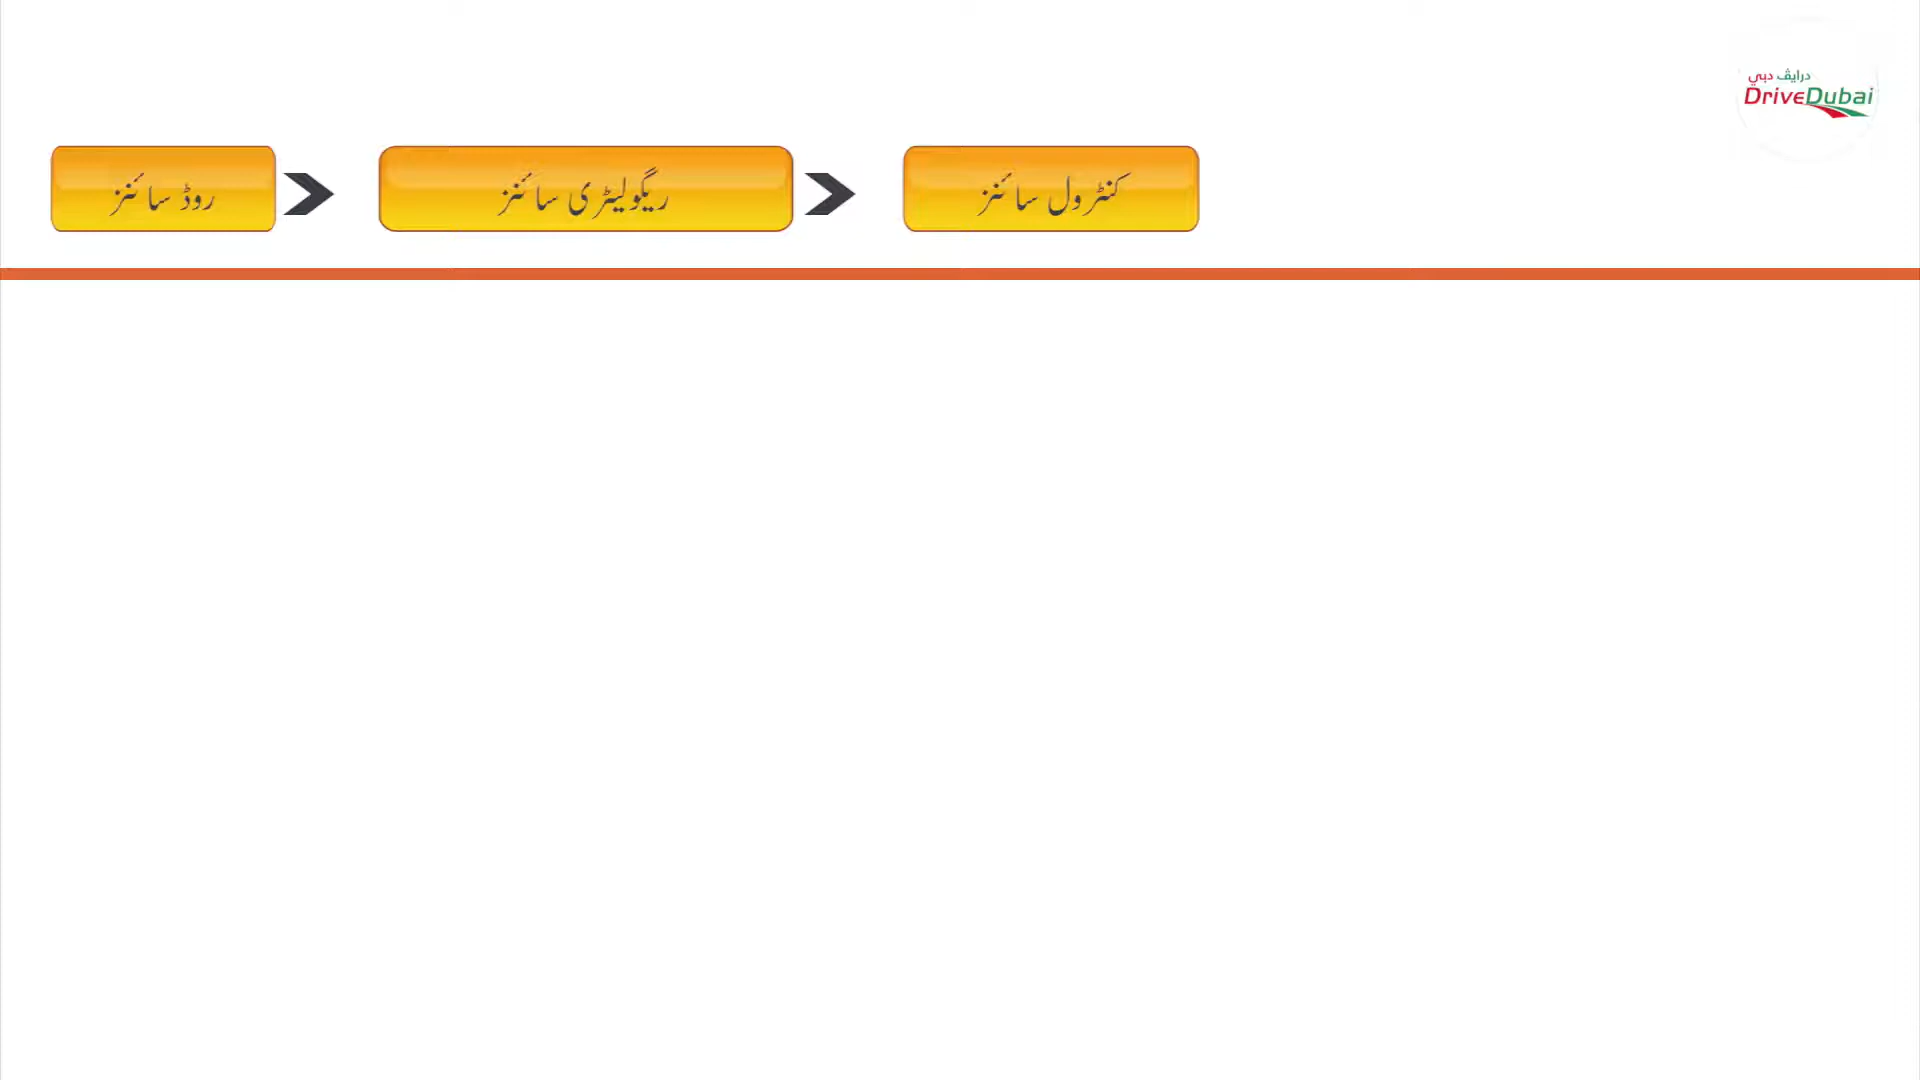 درايف دبي
DriveDubai
روڈ سائنز
ریگولیٹری سائنز
کنٹرول سائنز